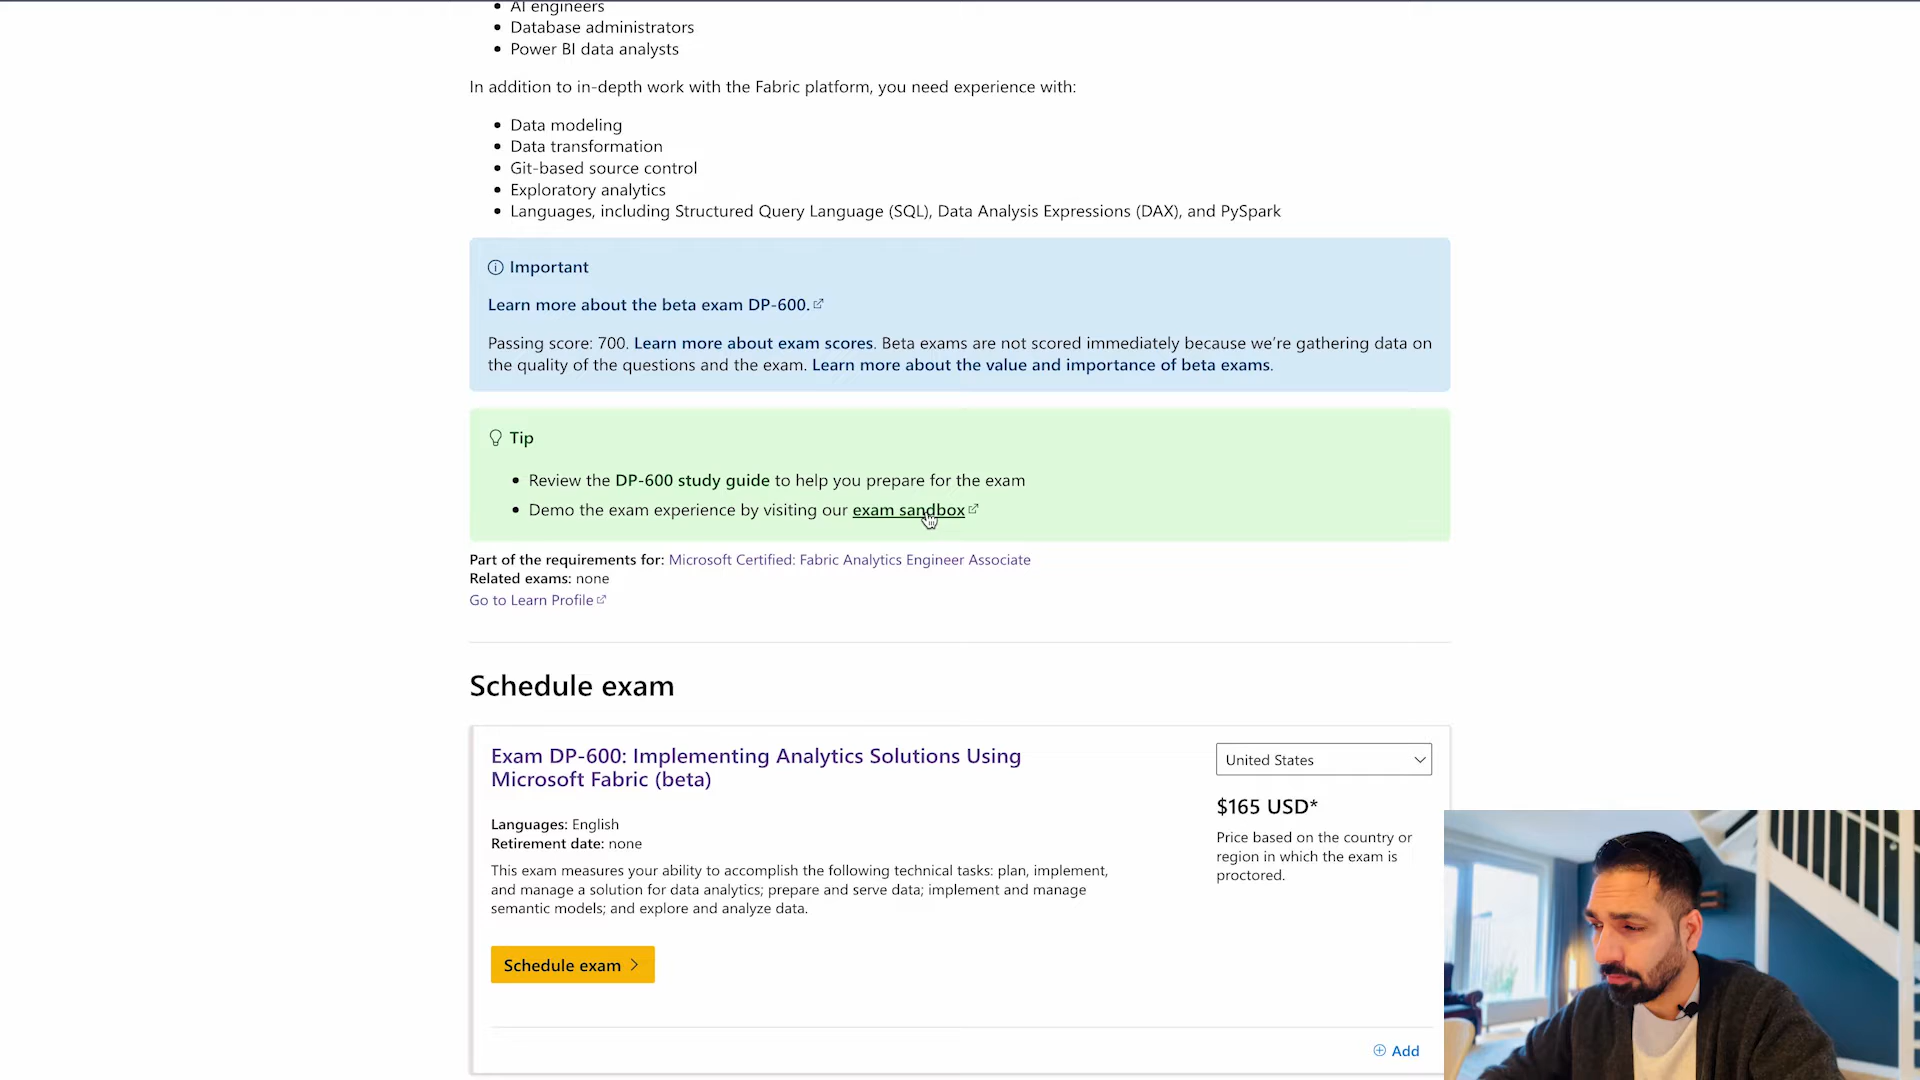 AI engineers
Database administrators
Power BI data analysts
In addition to in-depth work with the Fabric platform, you need experience with:
Data modeling
Data transformation
Git-based source control
Exploratory analytics
Languages, including Structured Query Language (SQL), Data Analysis Expressions (DAX), and PySpark
Important
Learn more about the beta exam DP-600.
Passing score: 700. Learn more about exam scores. Beta exams are not scored immediately because we’re gathering data on
the quality of the questions and the exam. Learn more about the value and importance of beta exams.
Tip
Review the DP-600 study guide to help you prepare for the exam
Demo the exam experience by visiting our exam sandbox
Part of the requirements for: Microsoft Certified: Fabric Analytics Engineer Associate
Related exams: none
Go to Learn Profile
Schedule exam
Exam DP-600: Implementing Analytics Solutions Using
Microsoft Fabric (beta)
Languages: English
Retirement date: none
This exam measures your ability to accomplish the following technical tasks: plan, implement,
and manage a solution for data analytics; prepare and serve data; implement and manage
semantic models; and explore and analyze data.
Schedule exam
United States
$165 USD*
Price based on the country or
region in which the exam is
proctored.
Add